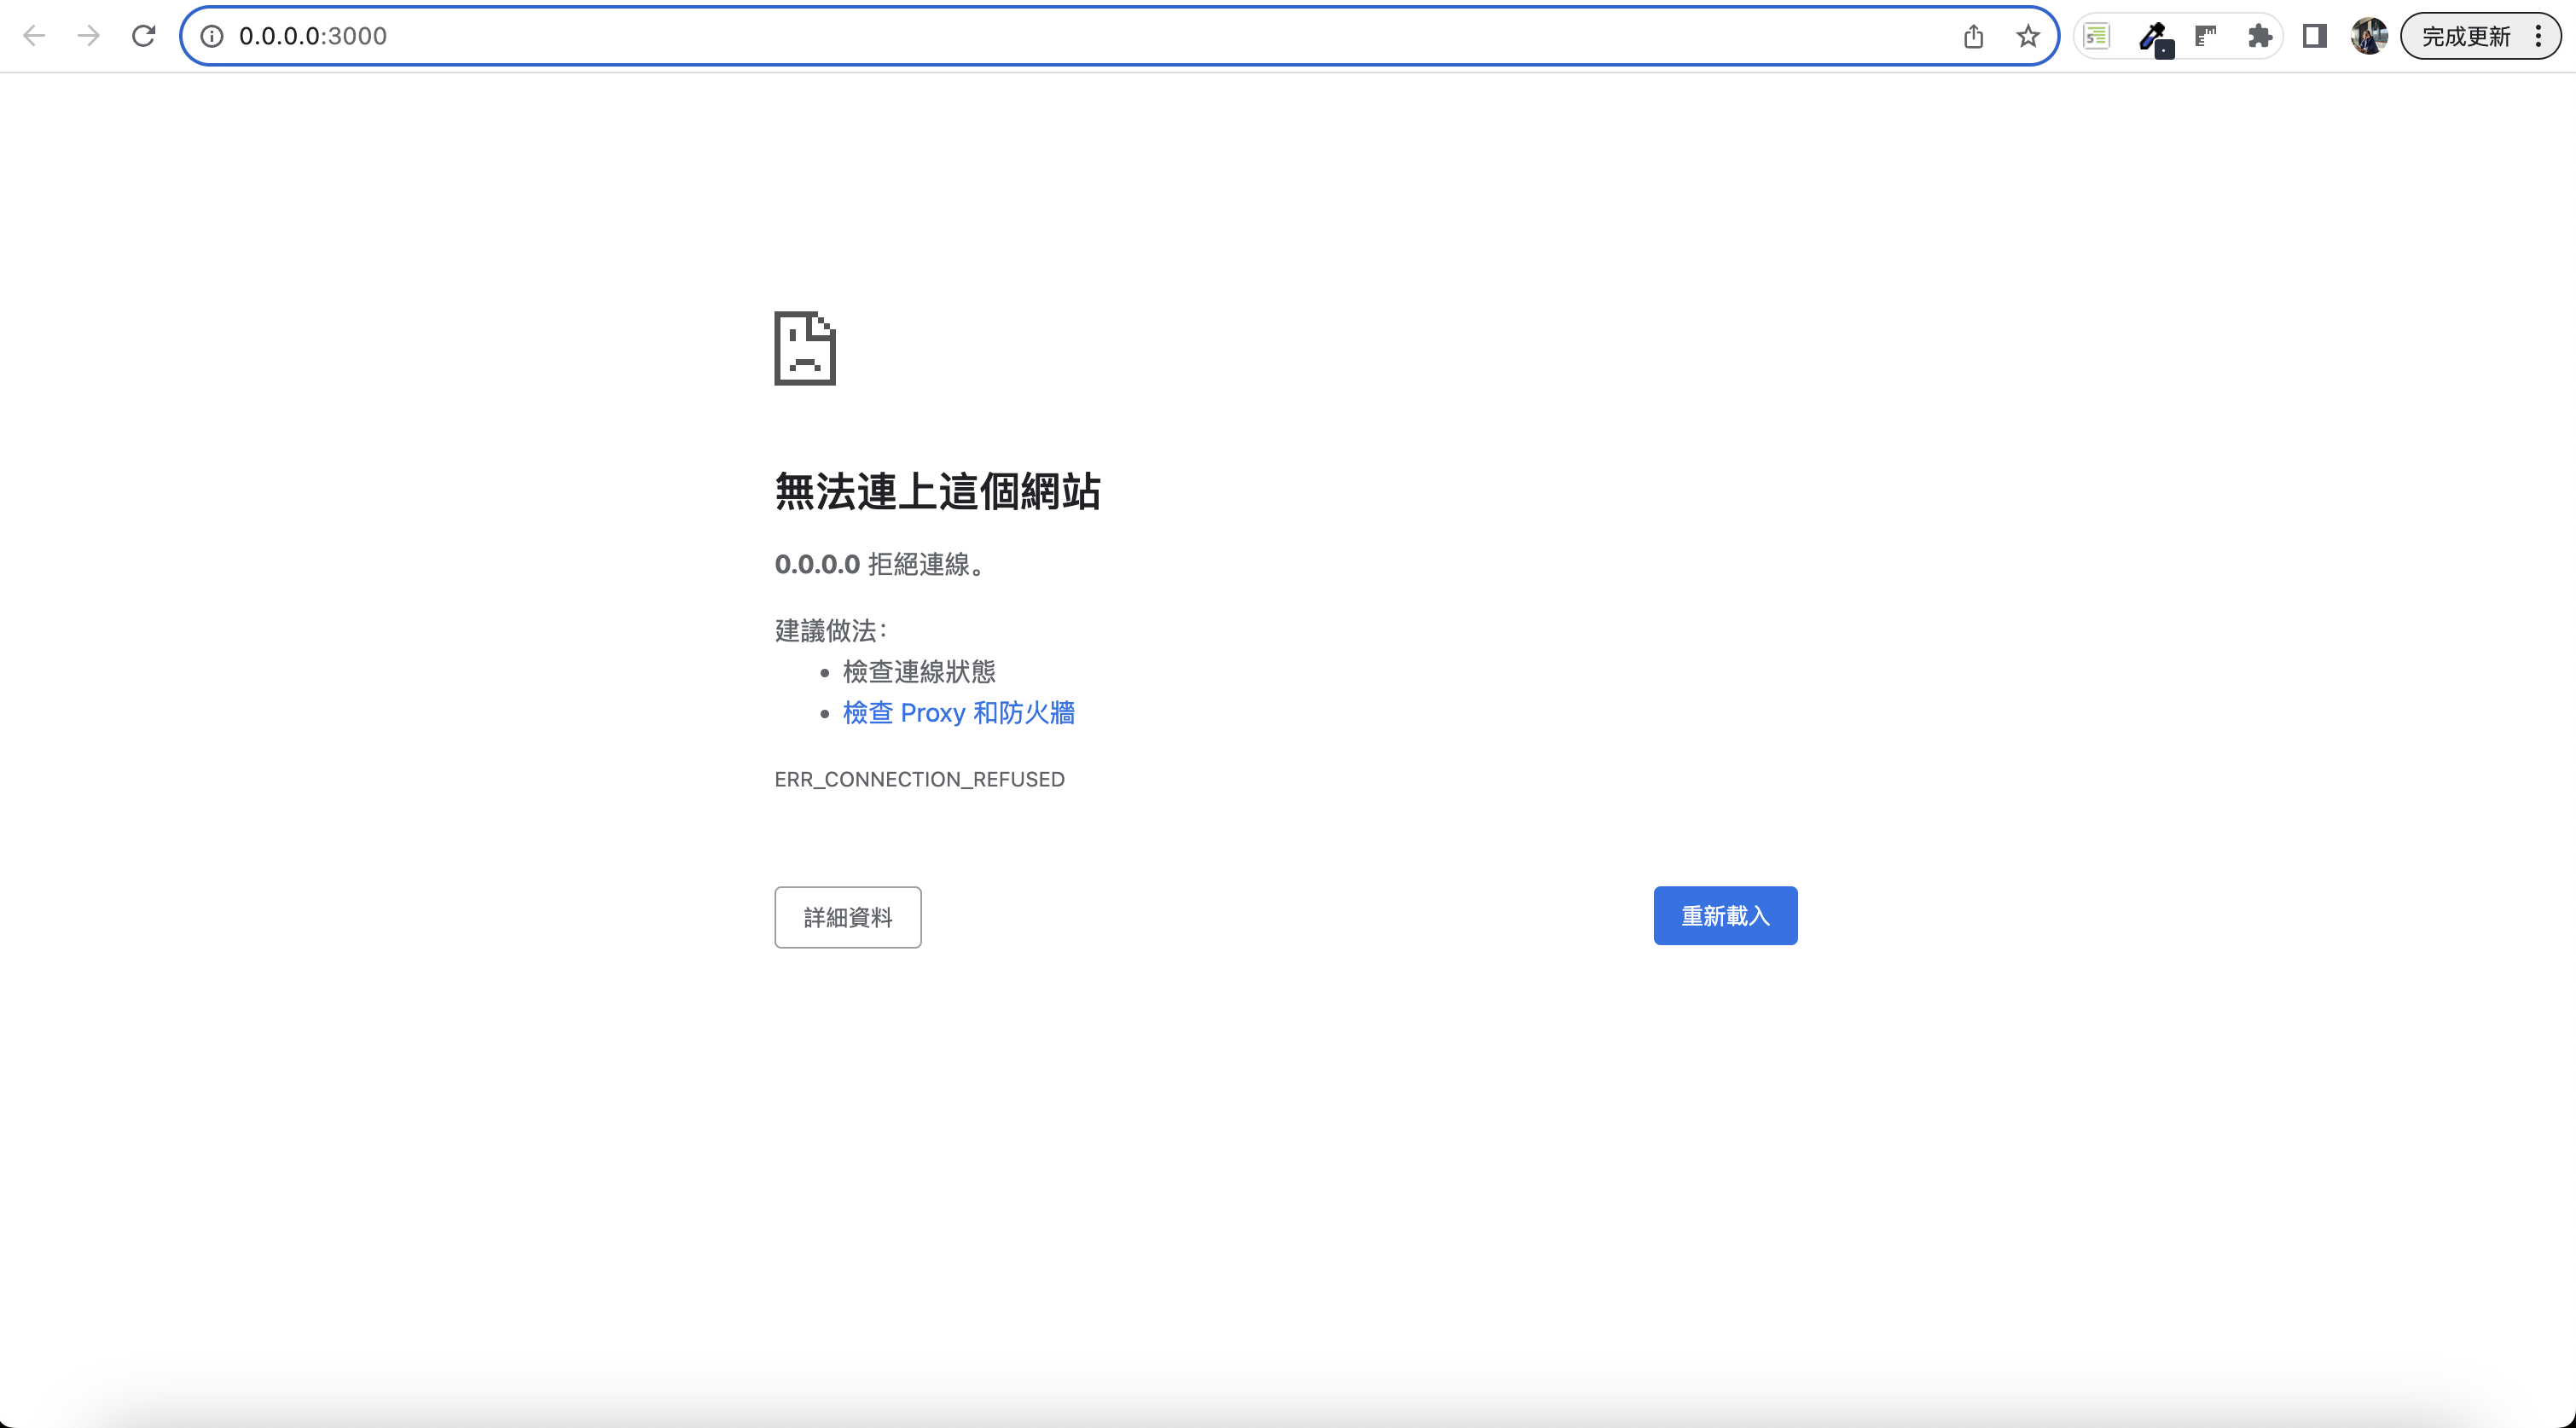 0.0.0.0:3000
完成更新
無法連上這個網站
0.0.0.0 拒絕連線。
建議做法：
檢查連線狀態
檢查 Proxy 和防火牆
ERR_CONNECTION_REFUSED
詳細資料
重新載入